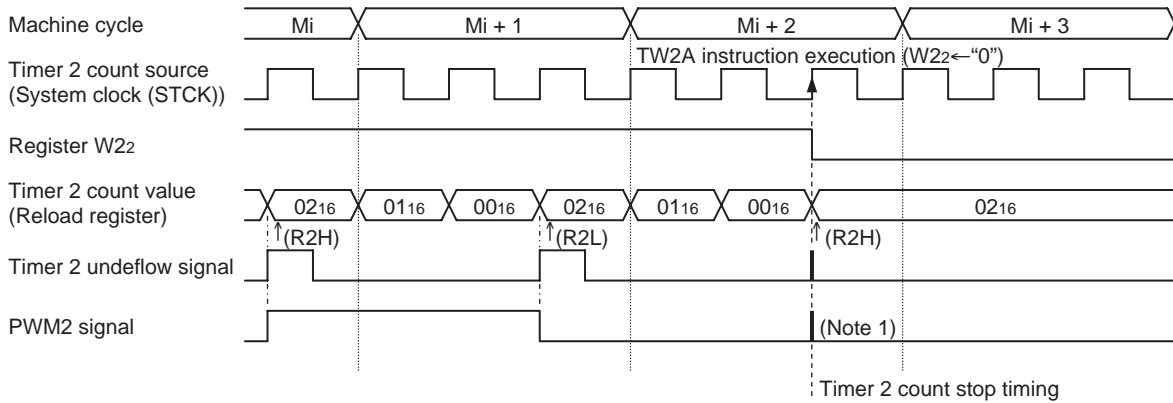 Machine cycle
Mi
Mi + 1
Mi + 2
Mi + 3
TW2A instruction execution (W22←“0”)
Timer 2 count source
(System clock (STCK))
Register W22
Timer 2 count value
(Reload register)
0216
0116
0016
0216
0116
0016
0216
↑(R2H)
↑(R2L)
↑(R2H)
Timer 2 undeflow signal
PWM2 signal
(Note 1)
Timer 2 count stop timing